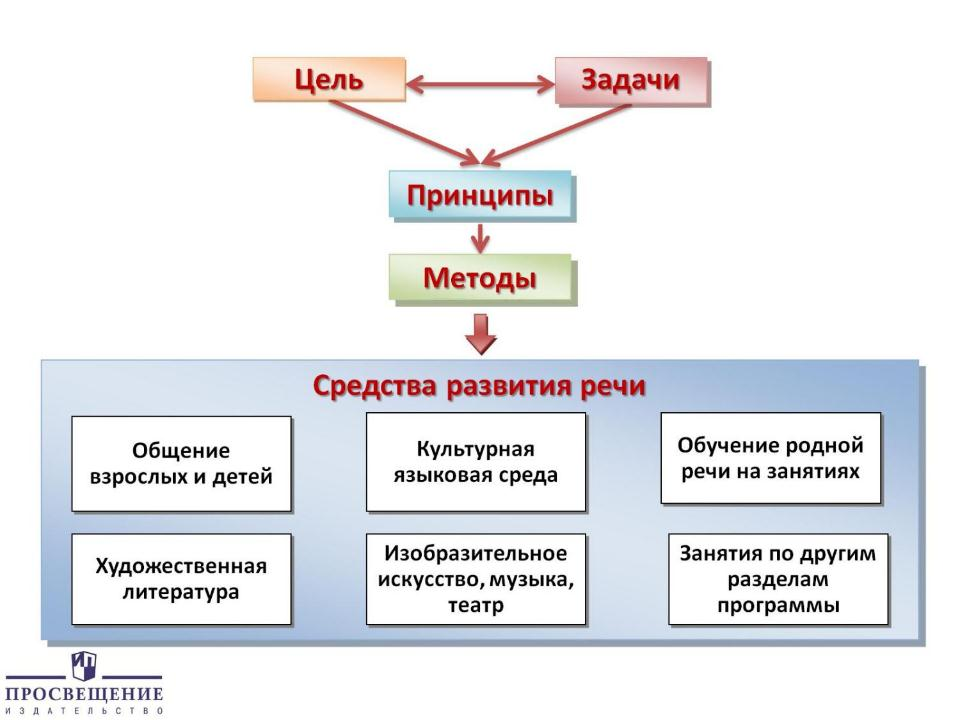 Цель
Задачи
Принципы
Методы
Средства развития речи
Общение
взрослых и детей
Культурная
языковая среда
Обучение родной
речи на занятиях
Художественная
литература
Изобразительное
искусство, музыка,
театр
Занятия по другим
разделам
программы
ИП
ПРОСВЕЩЕНИЕ
ИЗДАТЕЛЬСТВО